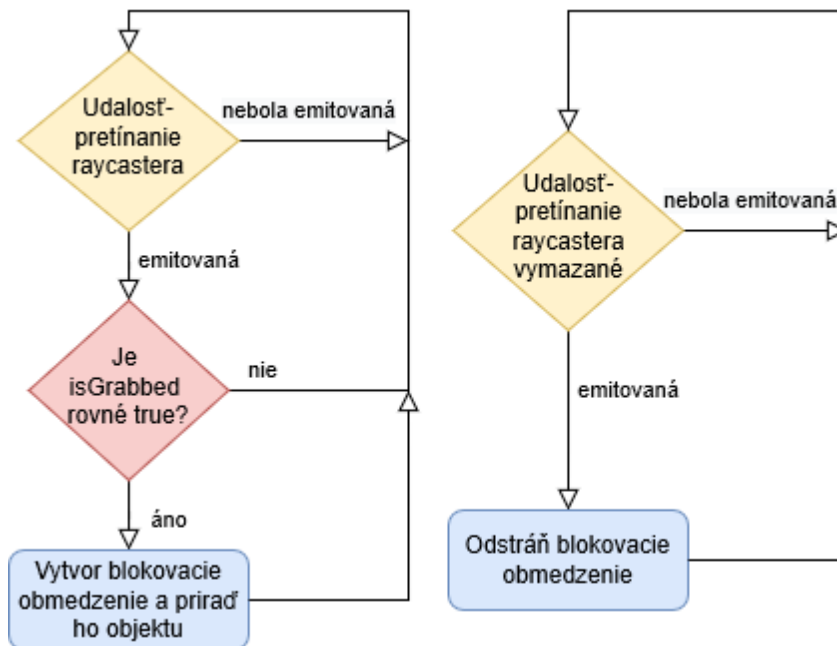 Udalosť-
pretínanie
raycastera
nebola emitovaná
emitovaná
Je
isGrabbed
rovné true?
nie
áno
Vytvor blokovacie
obmedzenie a priraď
ho objektu
Udalosť-
pretínanie
raycastera
vymazané
nebola emitovaná
emitovaná
Odstráň blokovacie
obmedzenie